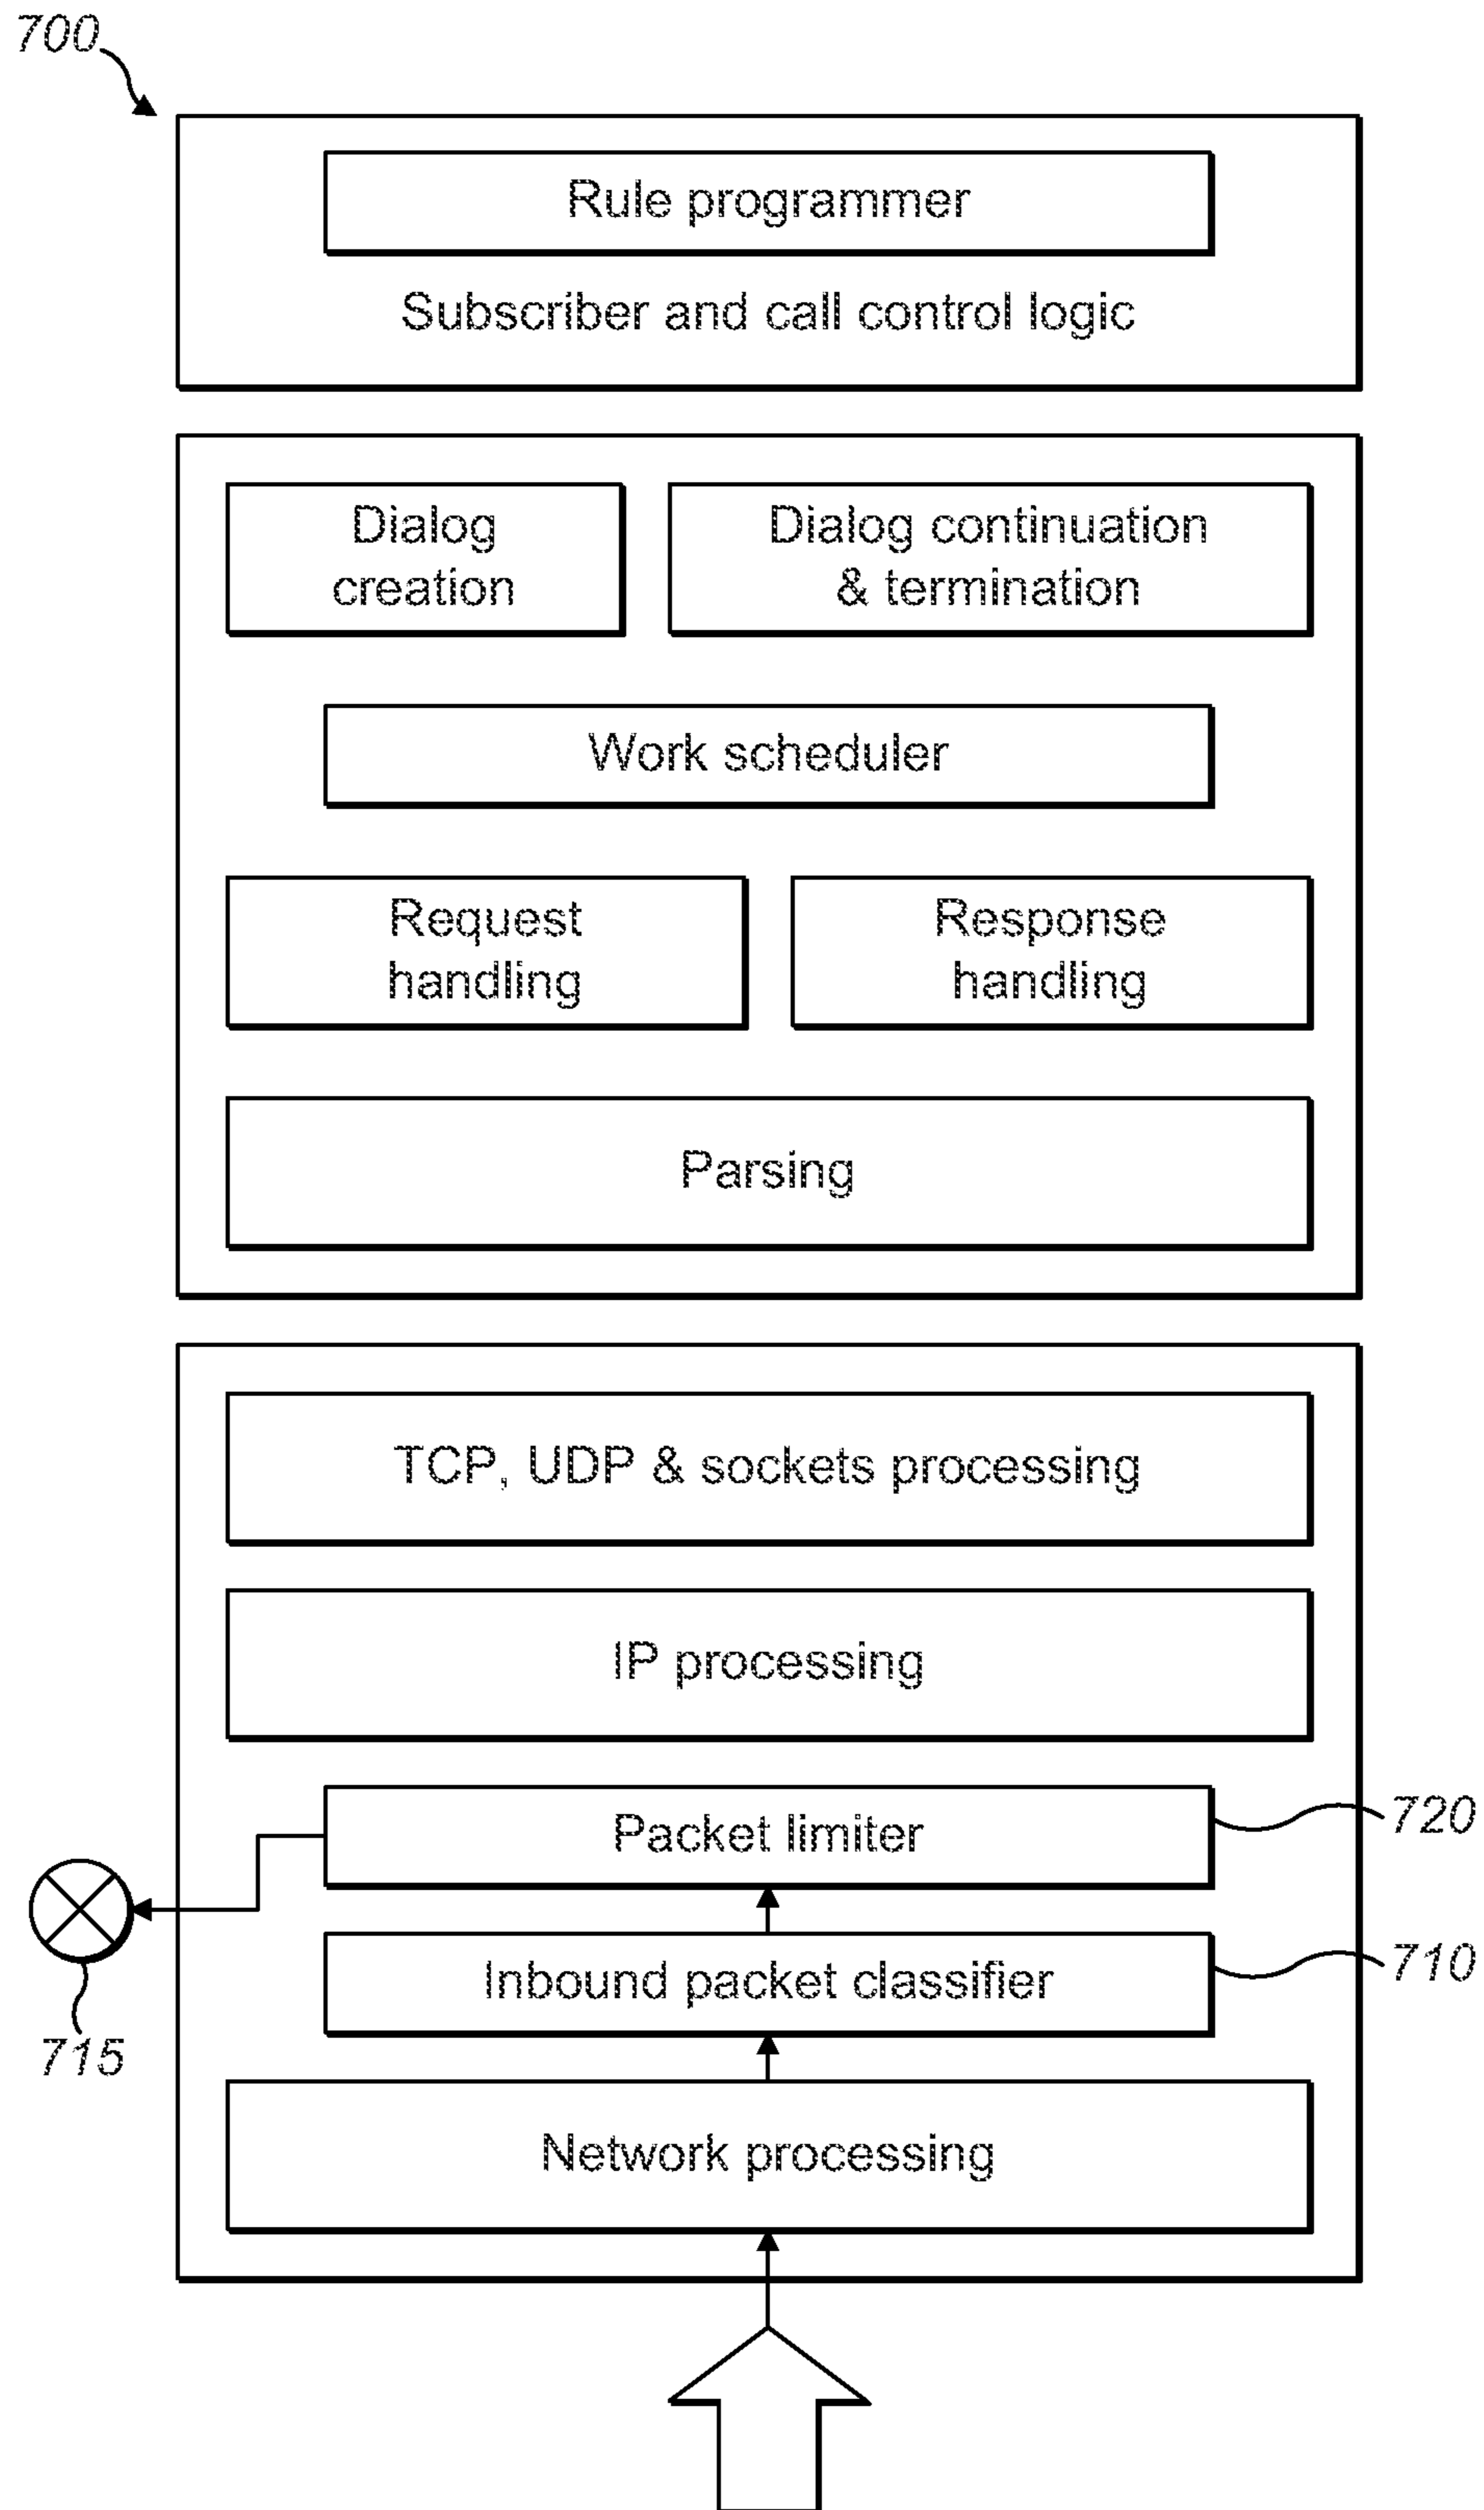 700
Rule programmer
Subscriber and call control logic
Dialog
creation
Dialog continuation
& termination
Work scheduler
Request
handling
Response
handling
Parsing
TCP, UDP & sockets processing
IP processing
Packet limiter
720
Inbound packet classifier
710
715
Network processing